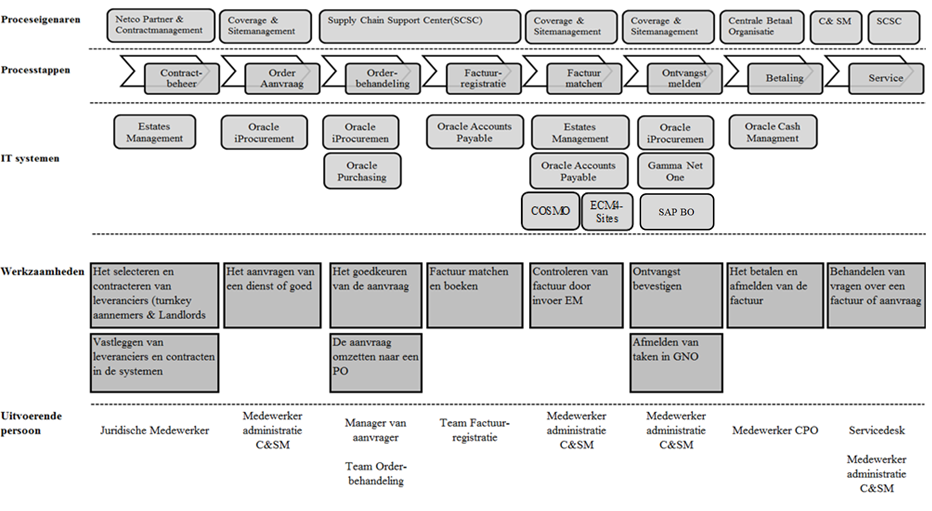 Proceseigenaren
Netco Partner &
Contractmanagement
Coverage &
Sitemanagement
Supply Chain Support Center(SCSC)
Coverage &
Sitemanagement
Coverage &
Sitemanagement
Centrale Betaal
Organisatie
C& SM
SCSC
Processtappen
Contract-
beheer
Order
Aanvraag
Order-
behandeling
Factuur-
registratie
Factuur
matchen
Ontvangst
melden
Betaling
Service
IT systemen
Estates
Management
Oracle
iProcurement
Oracle
iProcuremen
Oracle
Purchasing
Oracle Accounts
Payable
Estates
Management
Oracle Accounts
Payable
COSMO
ECM4-
Sites
Oracle
iProcuremen
Gamma Net
One
SAP BO
Oracle Cash
Managment
Werkzaamheden
Het selecteren en
contracteren van
leveranciers (turnkey
aannemers & Landlords
Vastleggen van
leveranciers en contracten
in de systemen
Het aanvragen van
een dienst of goed
Het goedkeuren
van de aanvraag
De aanvraag
omzetten naar een
PO
Factuur matchen
en boeken
Controleren van
factuur door
invoer EM
Ontvangst
bevestigen
Afmelden van
taken in GNO
Het betalen en
afmelden van de
factuur
Behandelen van
vragen over een
factuur of aanvraag
Uitvoerende
persoon
Juridische Medewerker
Medewerker
administratie
C&SM
Manager van
aanvrager
Team Order-
behandeling
Team Factuur-
registratie
Medewerker
administratie
C&SM
Medewerker
administratie
C&SM
Medewerker CPO
Servicedesk
Medewerker
administratie
C&SM